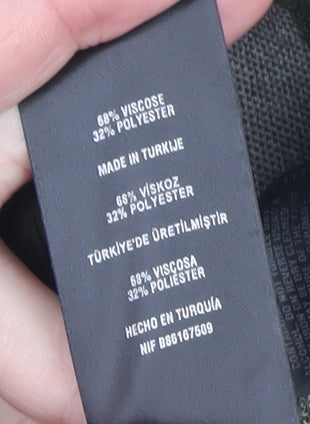 68% VISCOSE
32% POLYESTER
MADE IN TURKIJE
68% VİSKOZ
32% POLYESTER
TÜRKİYE'DE ÜRETİLMİŞTİR
68% VISCOSA
32% POLIÉSTER
HECHO EN TURQUÍA
NIF B66167509